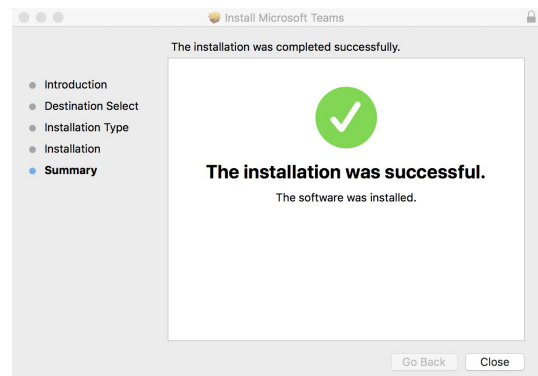 Install Microsoft Teams
The installation was completed successfully.
Introduction
Destination Select
Installation Type
Installation
Summary
The installation was successful.
The software was installed.
Go Back
Close